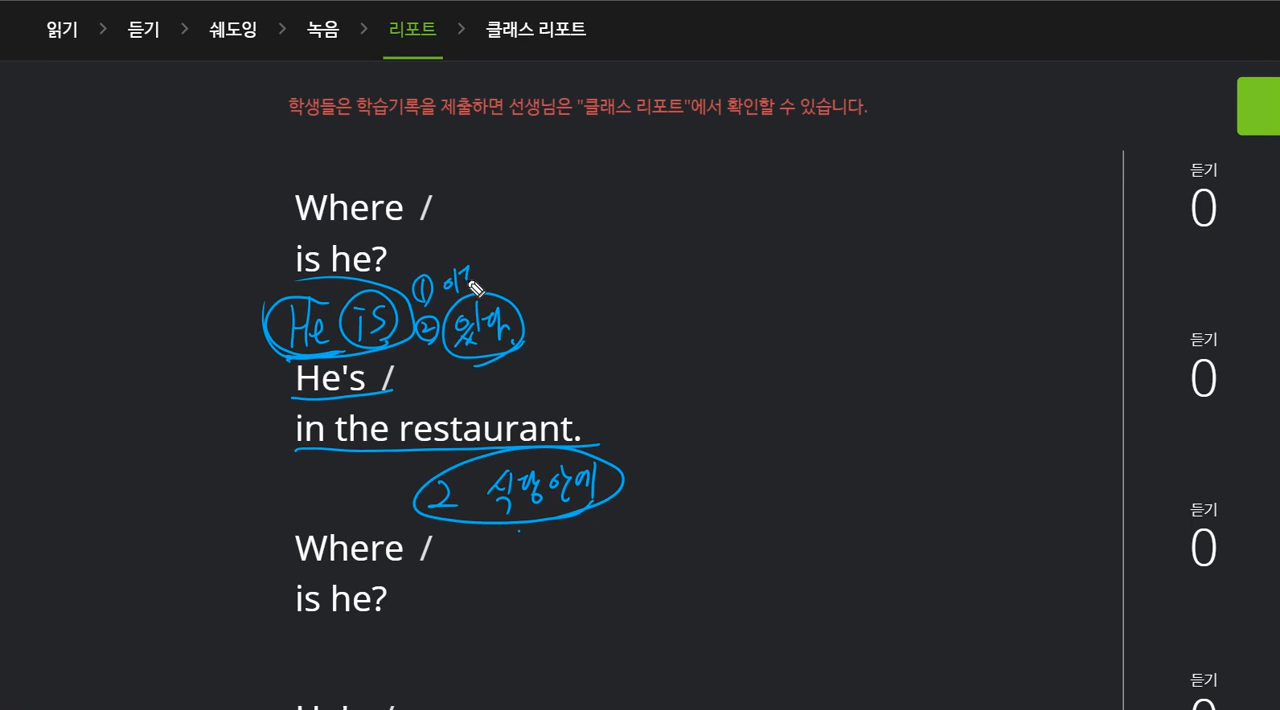 읽기 > 듣기 > 쉐도잉 > 녹음 > 리포트 > 클래스 리포트
학생들은 학습기록을 제출하면 선생님은 "클래스 리포트"에서 확인할 수 있습니다.
듣기
0
Where /
is he?
①
He is ② 있다.
듣기
0
He's /
in the restaurant.
2 식당 안에
듣기
0
Where /
is he?
듣기